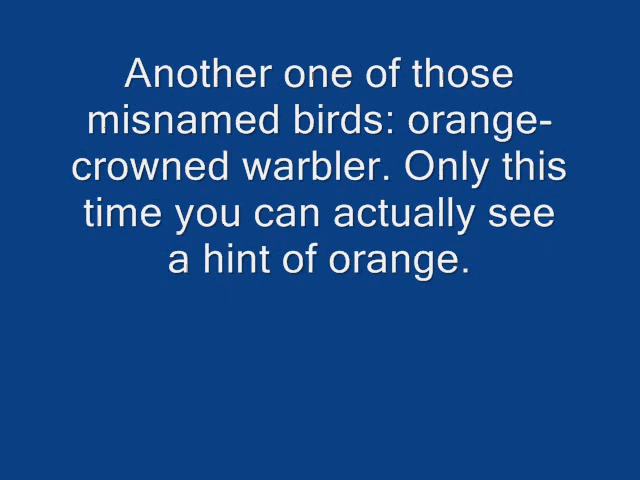 Another one of those
misnamed birds: orange-
crowned warbler. Only this
time you can actually see
a hint of orange.